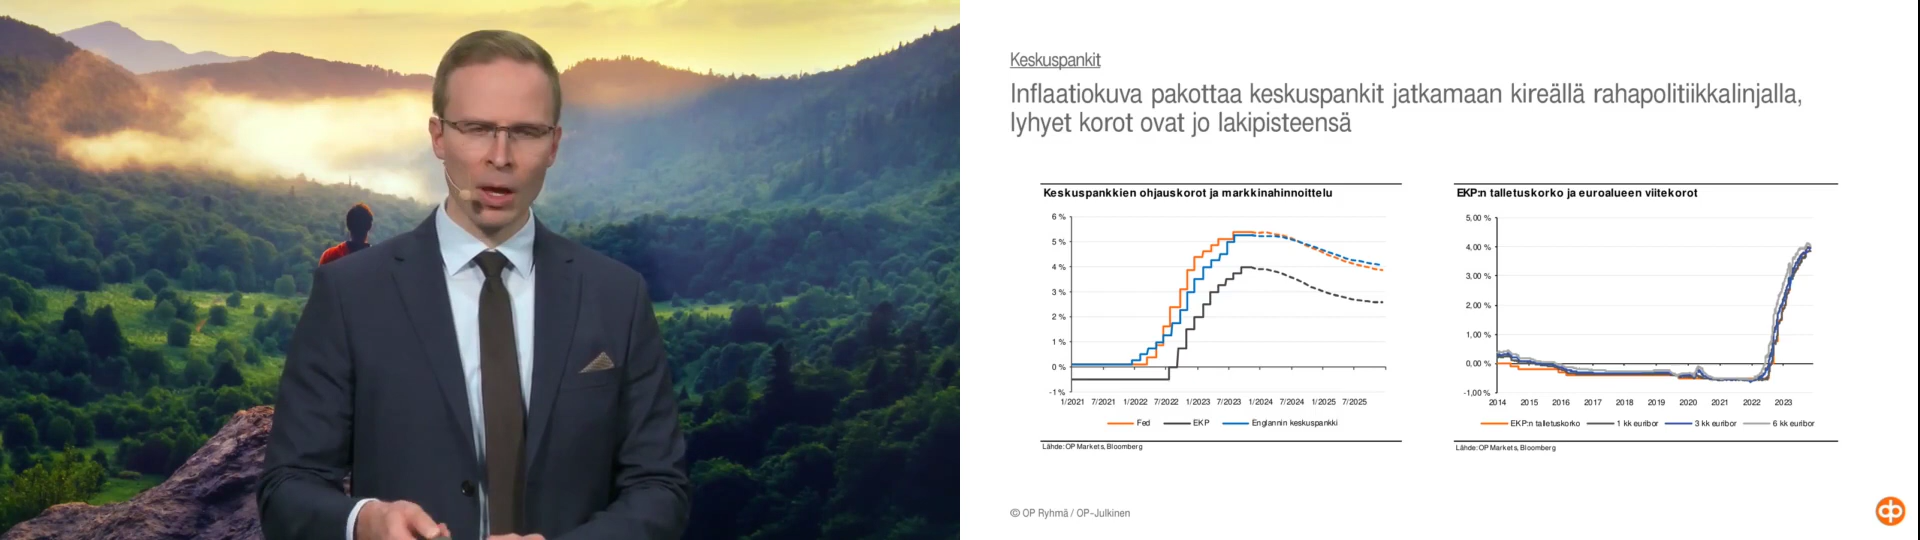 Keskuspankit
Inflaatiokuva pakottaa keskuspankit jatkamaan kireällä rahapolitiikkalinjalla,
lyhyet korot ovat jo lakipisteensä
Keskuspankkien ohjauskorot ja markkinahinnoittelu
6 %
5 %
4 %
3 %
2 %
1 %
0 %
-1 %
1/2021 7/2021 1/2022 7/2022 1/2023 7/2023 1/2024 7/2024 1/2025 7/2025
Fed EKP Englannin keskuspankki
Lähde: OP Markets, Bloomberg
EKP:n talletuskorko ja euroalueen viitekorot
5,00 %
4,00 %
3,00 %
2,00 %
1,00 %
0,00 %
-1,00 %
2014 2015 2016 2017 2018 2019 2020 2021 2022 2023
EKP:n talletuskorko 1 kk euribor 3 kk euribor 6 kk euribor
Lähde: OP Markets, Bloomberg
© OP Ryhmä / OP-Julkinen
op